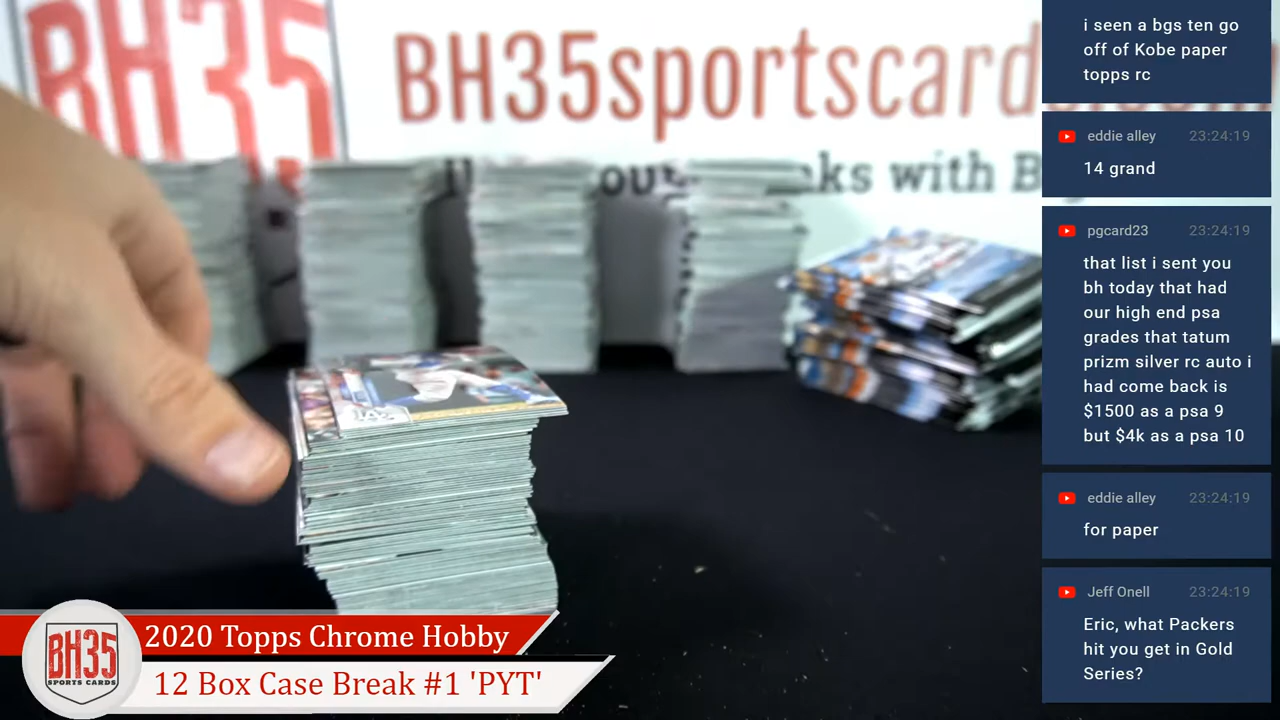 BH35
BH35sportscards.com
ks with
i seen a bgs ten go
off of Kobe paper
topps rc
eddie alley 23:24:19
14 grand
pgcard23 23:24:19
that list i sent you
bh today that had
our high end psa
grades that tatum
prizm silver rc auto i
had come back is
$1500 as a psa 9
but $4k as a psa 10
eddie alley 23:24:19
for paper
Jeff Onell 23:24:19
Eric, what Packers
hit you get in Gold
Series?
BH35
SPORTS CARDS
2020 Topps Chrome Hobby
12 Box Case Break #1 'PYT'